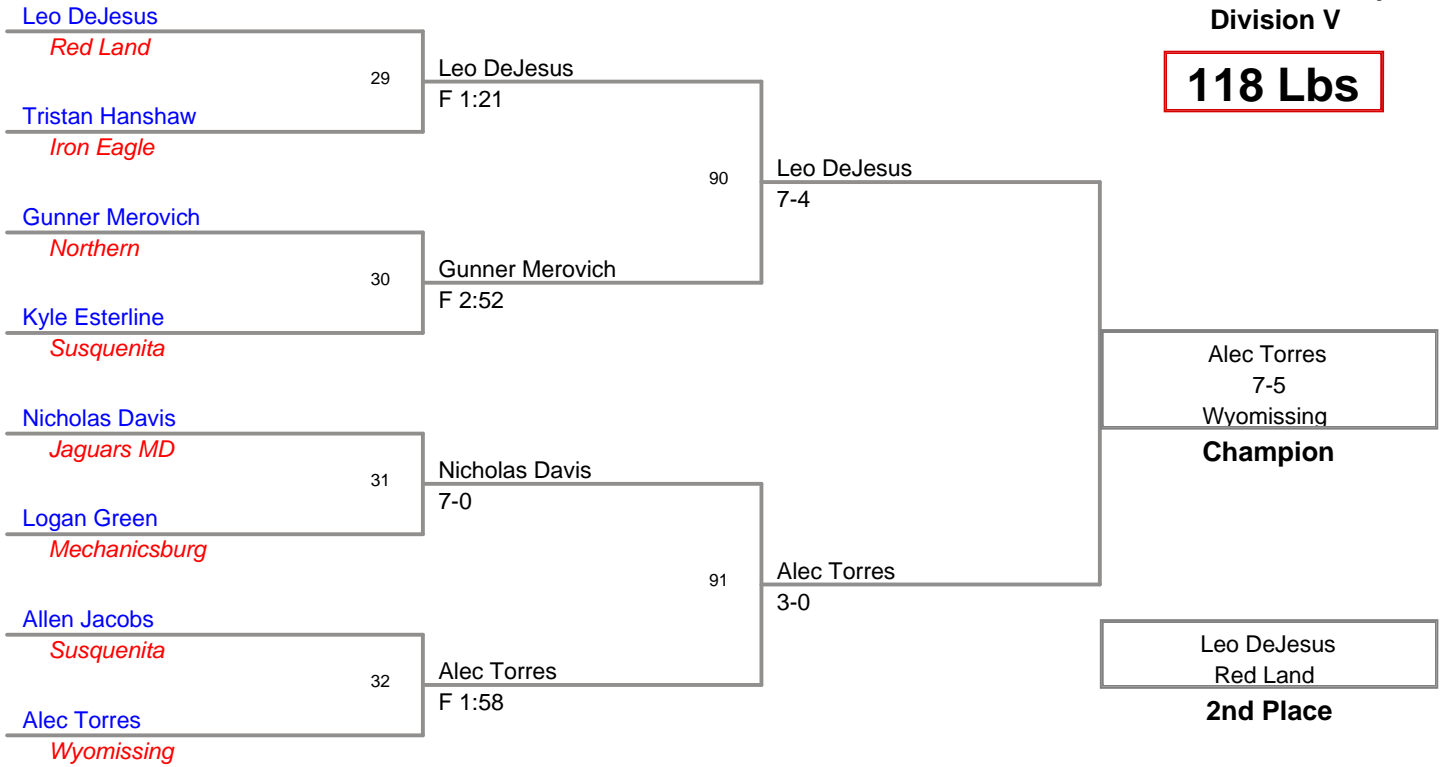 Division V
118 Lbs
Leo DeJesus
Red Land
29
Tristan Hanshaw
Iron Eagle
Leo DeJesus
F 1:21
Gunner Merovich
Northern
30
Kyle Esterline
Susquenita
Gunner Merovich
F 2:52
90
Leo DeJesus
7-4
Nicholas Davis
Jaguars MD
31
Logan Green
Mechanicsburg
Nicholas Davis
7-0
Allen Jacobs
Susquenita
32
Alec Torres
Wyomissing
Alec Torres
F 1:58
91
Alec Torres
3-0
Alec Torres
7-5
Wyomissing
Champion
Leo DeJesus
Red Land
2nd Place